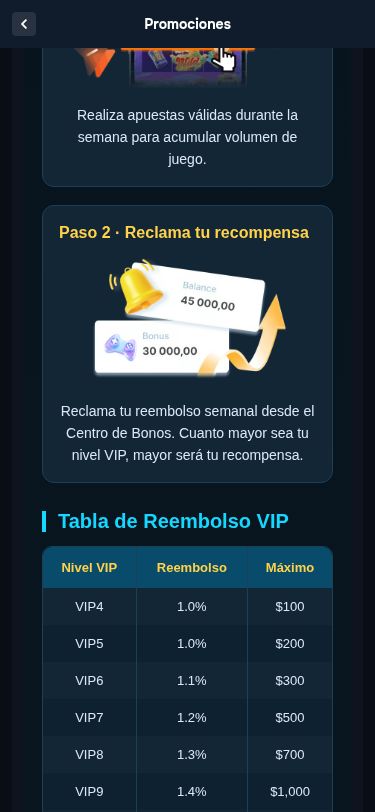 Promociones
Realiza apuestas válidas durante la
semana para acumular volumen de
juego.
Paso 2 · Reclama tu recompensa
Balance
45 000,00
Bonus
30 000,00
Reclama tu reembolso semanal desde el
Centro de Bonos. Cuanto mayor sea tu
nivel VIP, mayor será tu recompensa.
Tabla de Reembolso VIP
Nivel VIP Reembolso Máximo
VIP4 1.0% $100
VIP5 1.0% $200
VIP6 1.1% $300
VIP7 1.2% $500
VIP8 1.3% $700
VIP9 1.4% $1,000